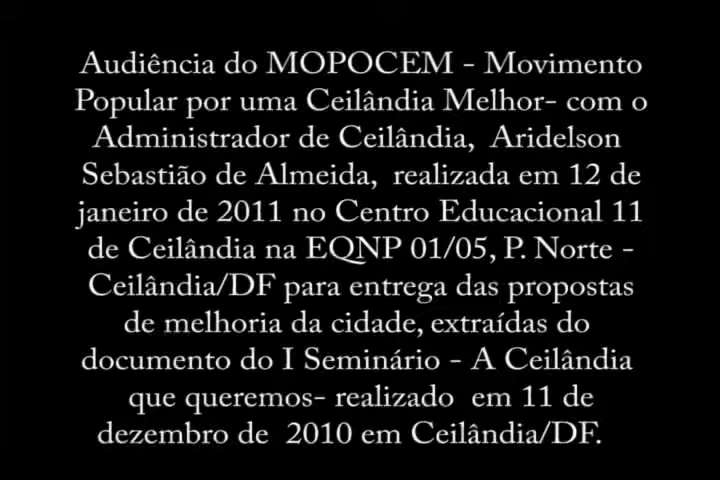 Audiência do MOPOCEM - Movimento
Popular por uma Ceilândia Melhor- com o
Administrador de Ceilândia, Aridelson
Sebastião de Almeida, realizada em 12 de
janeiro de 2011 no Centro Educacional 11
de Ceilândia na EQNP 01/05, P. Norte -
Ceilândia/DF para entrega das propostas
de melhoria da cidade, extraídas do
documento do I Seminário - A Ceilândia
que queremos- realizado em 11 de
dezembro de 2010 em Ceilândia/DF.